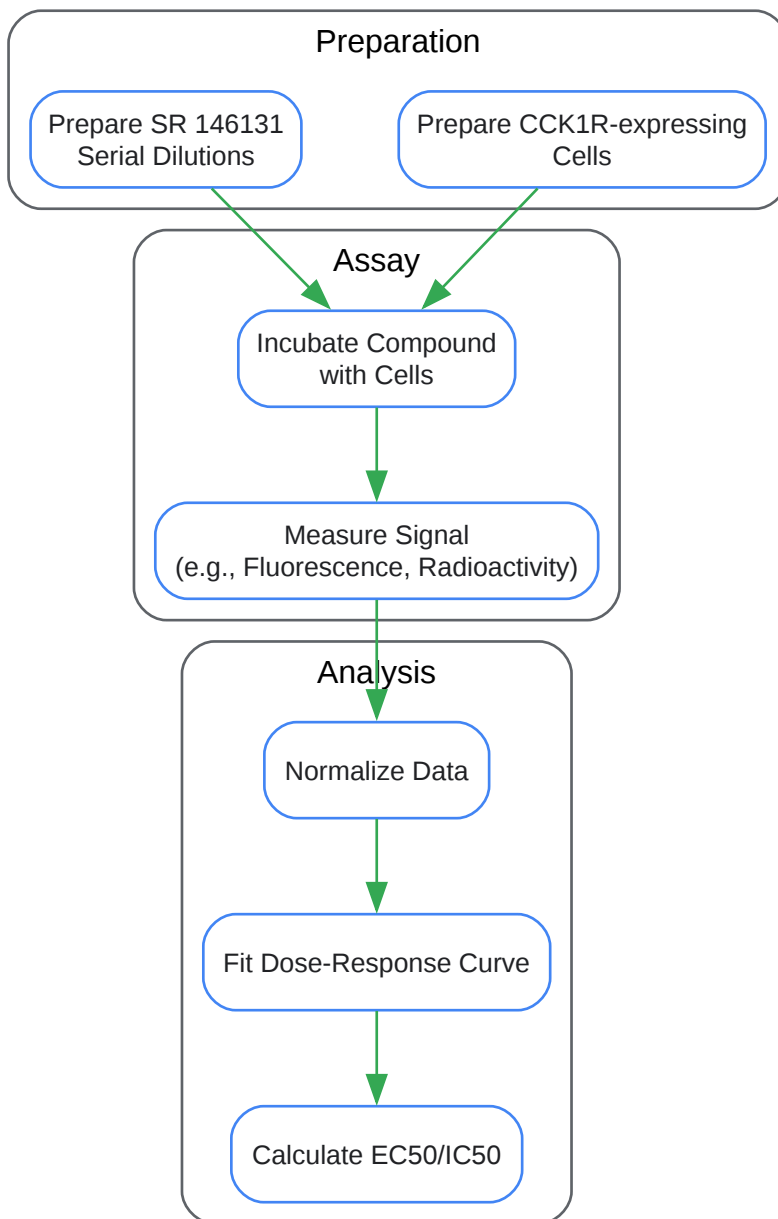 Preparation
Prepare SR 146131
Serial Dilutions
Prepare CCK1R-expressing
Cells
Assay
Incubate Compound
with Cells
Measure Signal
(e.g., Fluorescence, Radioactivity)
Analysis
Normalize Data
Fit Dose-Response Curve
Calculate EC50/IC50